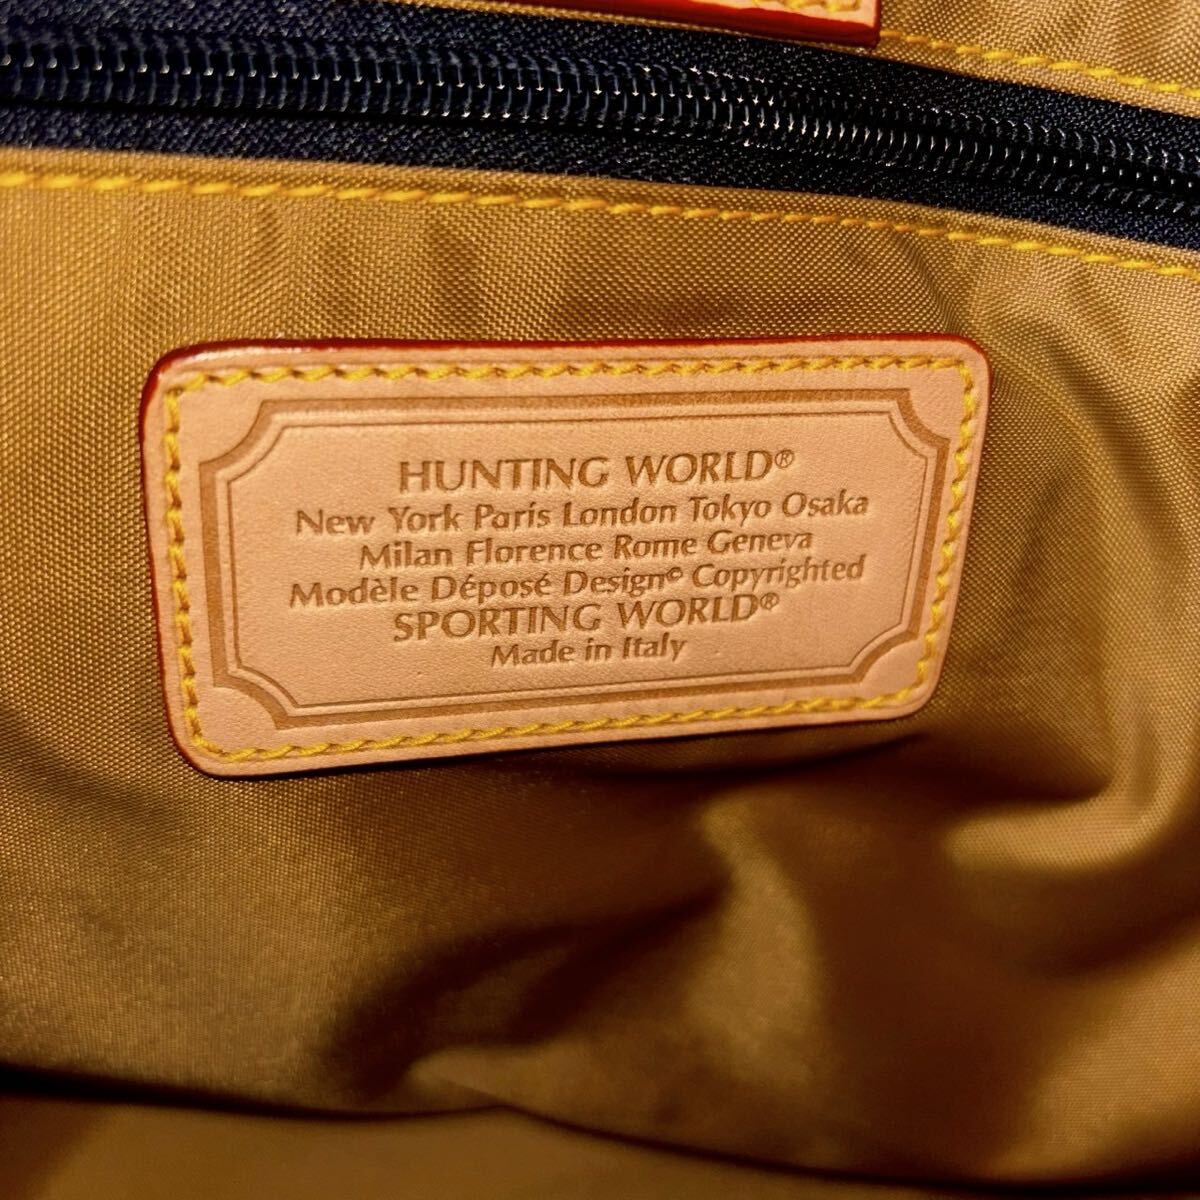 HUNTING WORLD®
New York Paris London Tokyo Osaka
Milan Florence Rome Geneva
Modèle Déposé Design© Copyrighted
SPORTING WORLD®
Made in Italy